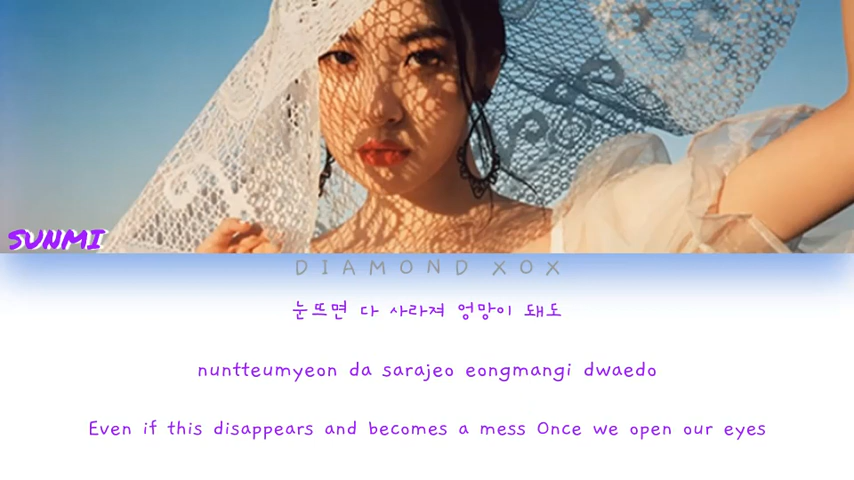 SUNMI
DIAMOND XOX
눈뜨면 다 사라져 엉망이 돼도
nuntteumyeon da sarajeo eongmangi dwaedo
Even if this disappears and becomes a mess Once we open our eyes